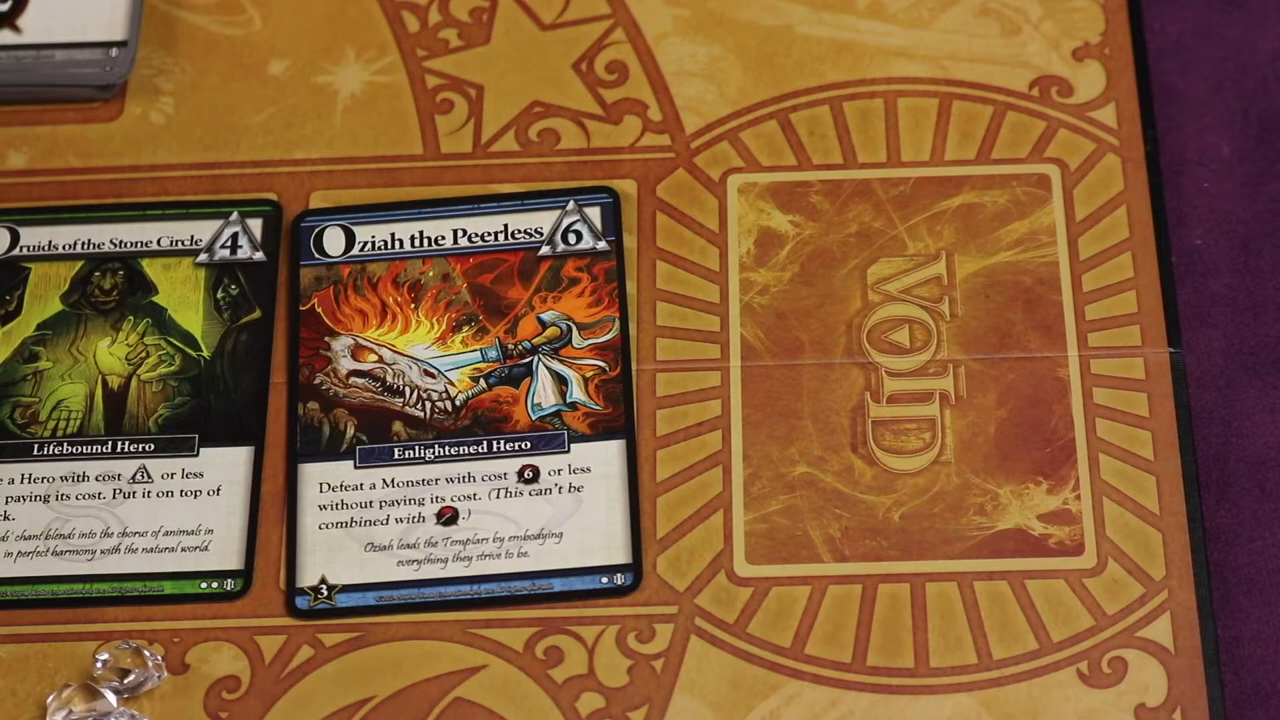 Druids of the Stone Circle
4
Lifebound Hero
a Hero with cost 3 or less
paying its cost. Put it on top of
chant blends into the chorus of animals in
in perfect harmony with the natural world.
Oziah the Peerless
6
Enlightened Hero
Defeat a Monster with cost 6 or less
without paying its cost. (This can't be
combined with .)
Oziah leads the Templars by embodying
everything they strive to be.
3
VOID